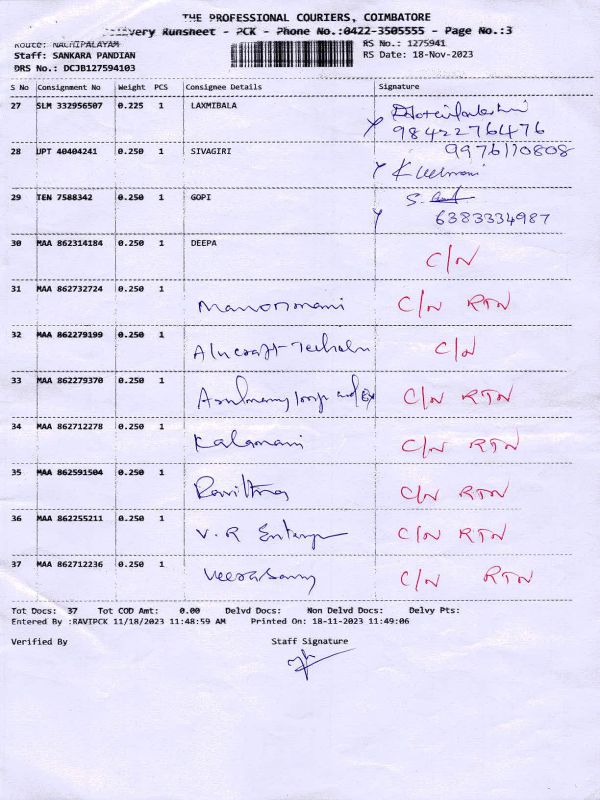 THE PROFESSIONAL COURIERS, COIMBATORE
Delivery Runsheet - PCK - Phone No.:0422-3505555 - Page No.:3
Route: NACHIPALAYAM
RS No.: 1275941
Staff: SANKARA PANDIAN
RS Date: 18-Nov-2023
DRS No.: DCJB127594103
S No Consignment No Weight PCS Consignee Details Signature
27 SLM 332956507 0.225 1 LAXMIBALA
9842276476
28 UPT 40404241 0.250 1 SIVAGIRI 9976110808
29 TEN 7588342 0.250 1 GOPI S.
6383334987
30 MAA 862314184 0.250 1 DEEPA C/N
31 MAA 862732724 0.250 1 Manonmani C/N RTN
32 MAA 862279199 0.250 1 C/N
33 MAA 862279370 0.250 1 C/N RTN
34 MAA 862712278 0.250 1 Kalamani C/N RTN
35 MAA 862591504 0.250 1 C/N RTN
36 MAA 862255211 0.250 1 V.R Enterp C/N RTN
37 MAA 862712236 0.250 1 C/N RTN
Tot Docs: 37 Tot COD Amt: 0.00 Delvd Docs: Non Delvd Docs: Delvy Pts:
Entered By :RAVIPCK 11/18/2023 11:48:59 AM Printed On: 18-11-2023 11:49:06
Verified By Staff Signature